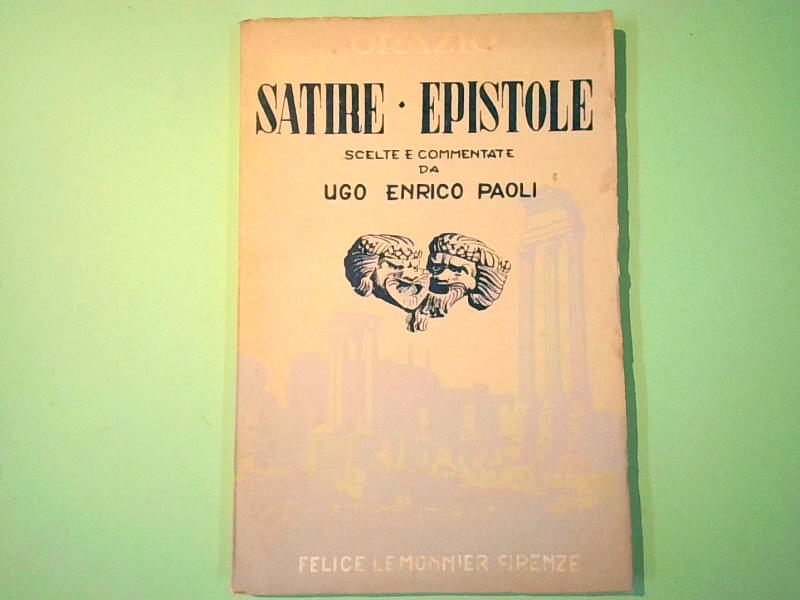 ORAZIO
SATIRE · EPISTOLE
SCELTE E COMMENTATE
DA
UGO ENRICO PAOLI
FELICE LE MONNIER FIRENZE